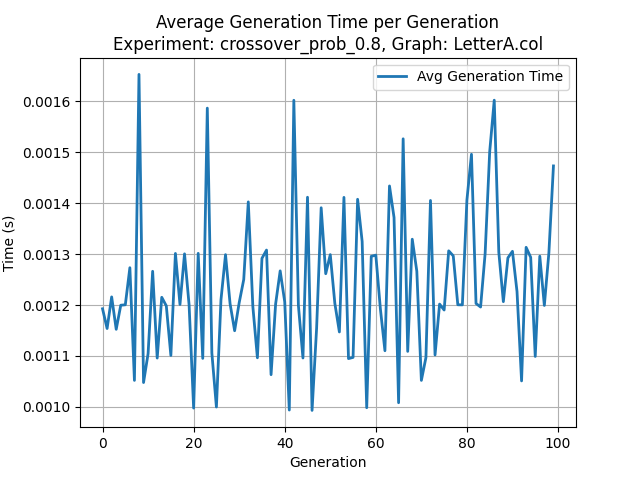 Average Generation Time per Generation
Experiment: crossover_prob_0.8, Graph: LetterA.col
Avg Generation Time
0.0016
0.0015
0.0014
0.0013
0.0012
0.0011
0.0010
Time (s)
0 20 40 60 80 100
Generation